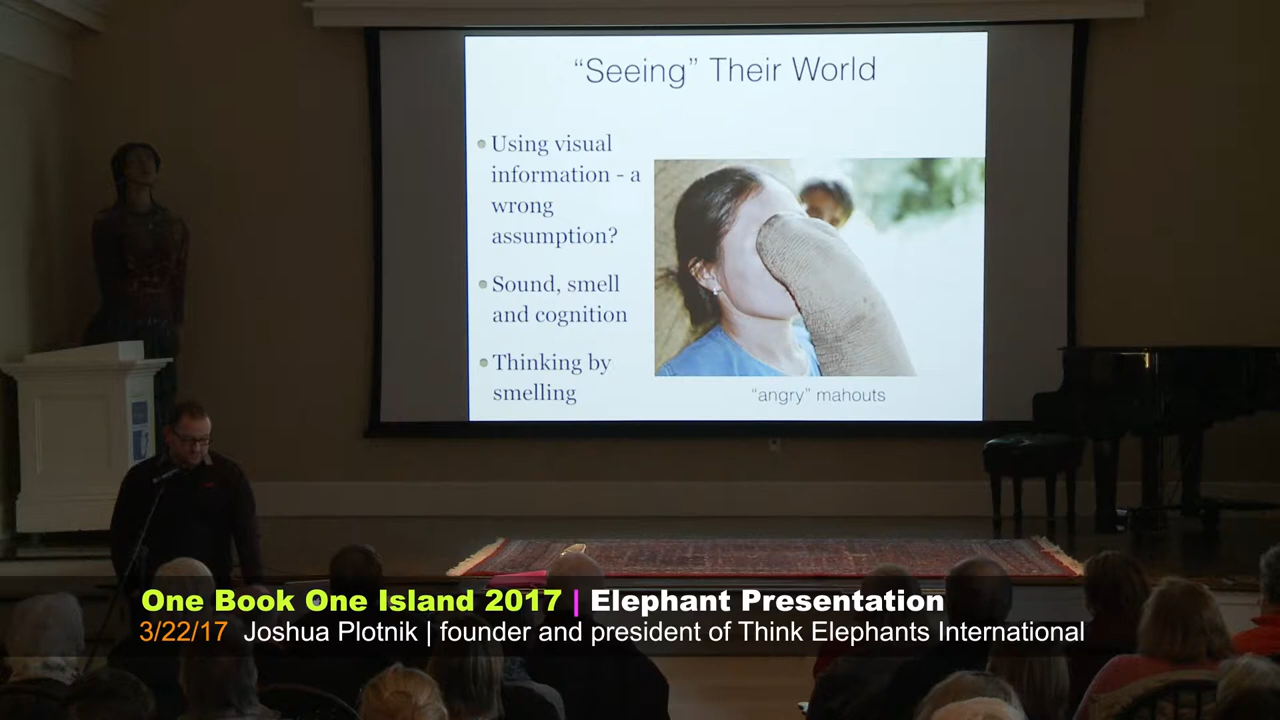 “Seeing” Their World
Using visual
information - a
wrong
assumption?
Sound, smell
and cognition
Thinking by
smelling
“angry” mahouts
One Book One Island 2017 | Elephant Presentation
3/22/17 Joshua Plotnik | founder and president of Think Elephants International